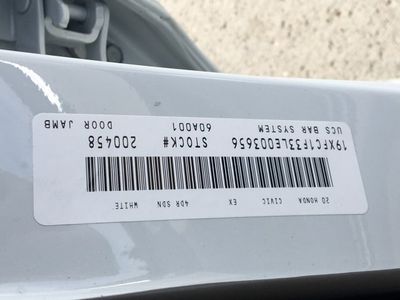 20 HONDA CIVIC EX 4DR SDN WHITE
19XFC1F33LE003656 STOCK# 200458
UCS BAR SYSTEM 60A001 DOOR JAMB